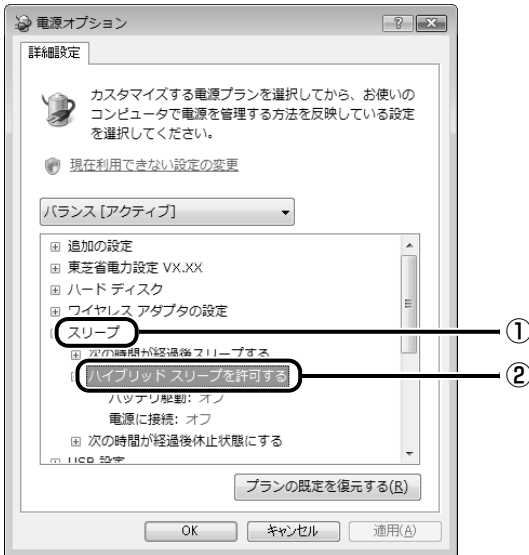 電源オプション
詳細設定
カスタマイズする電源プランを選択してから、お使いの
コンピュータで電源を管理する方法を反映している設定
を選択してください。
現在利用できない設定の変更
バランス [アクティブ]
追加の設定
東芝省電力設定 VX.XX
ハード ディスク
ワイヤレス アダプタの設定
スリープ
①
次の時間が経過後スリープする
ハイブリッド スリープを許可する
②
バッテリ駆動: オフ
電源に接続: オフ
次の時間が経過後休止状態にする
USB 設定
プランの既定を復元する(R)
OK
キャンセル
適用(A)